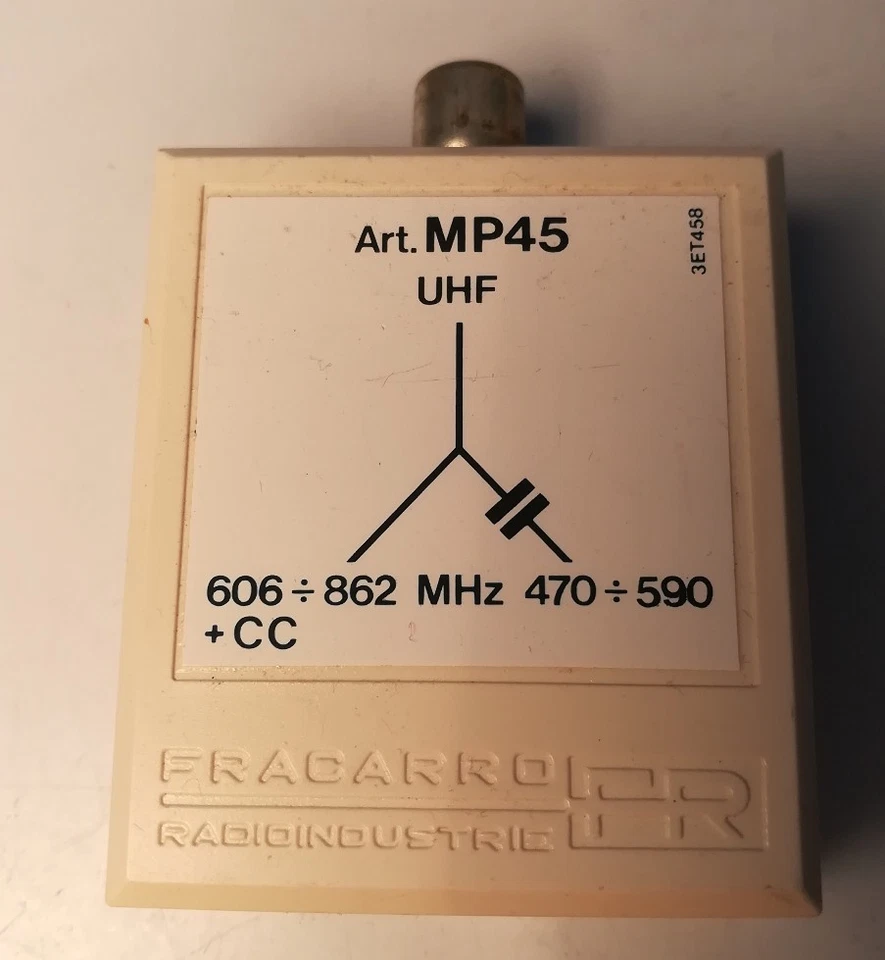 Art. MP45
3ET458
UHF
606 ÷ 862 MHz 470 ÷ 590
+ CC
FRACARRO
RADIOINDUSTRIE
FR